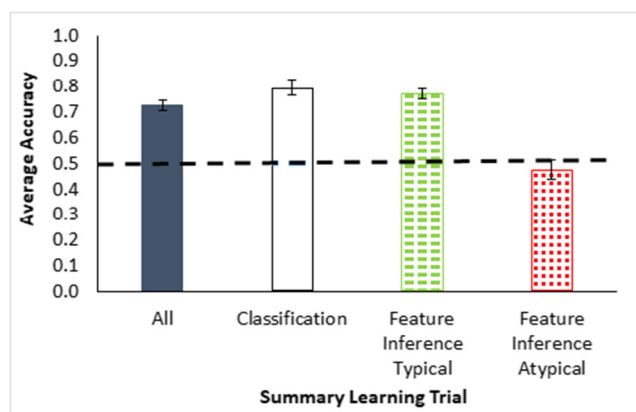 1.0
0.9
0.8
0.7
0.6
0.5
0.4
0.3
0.2
0.1
0.0
Average Accuracy
All
Classification
Feature
Inference
Typical
Feature
Inference
Atypical
Summary Learning Trial